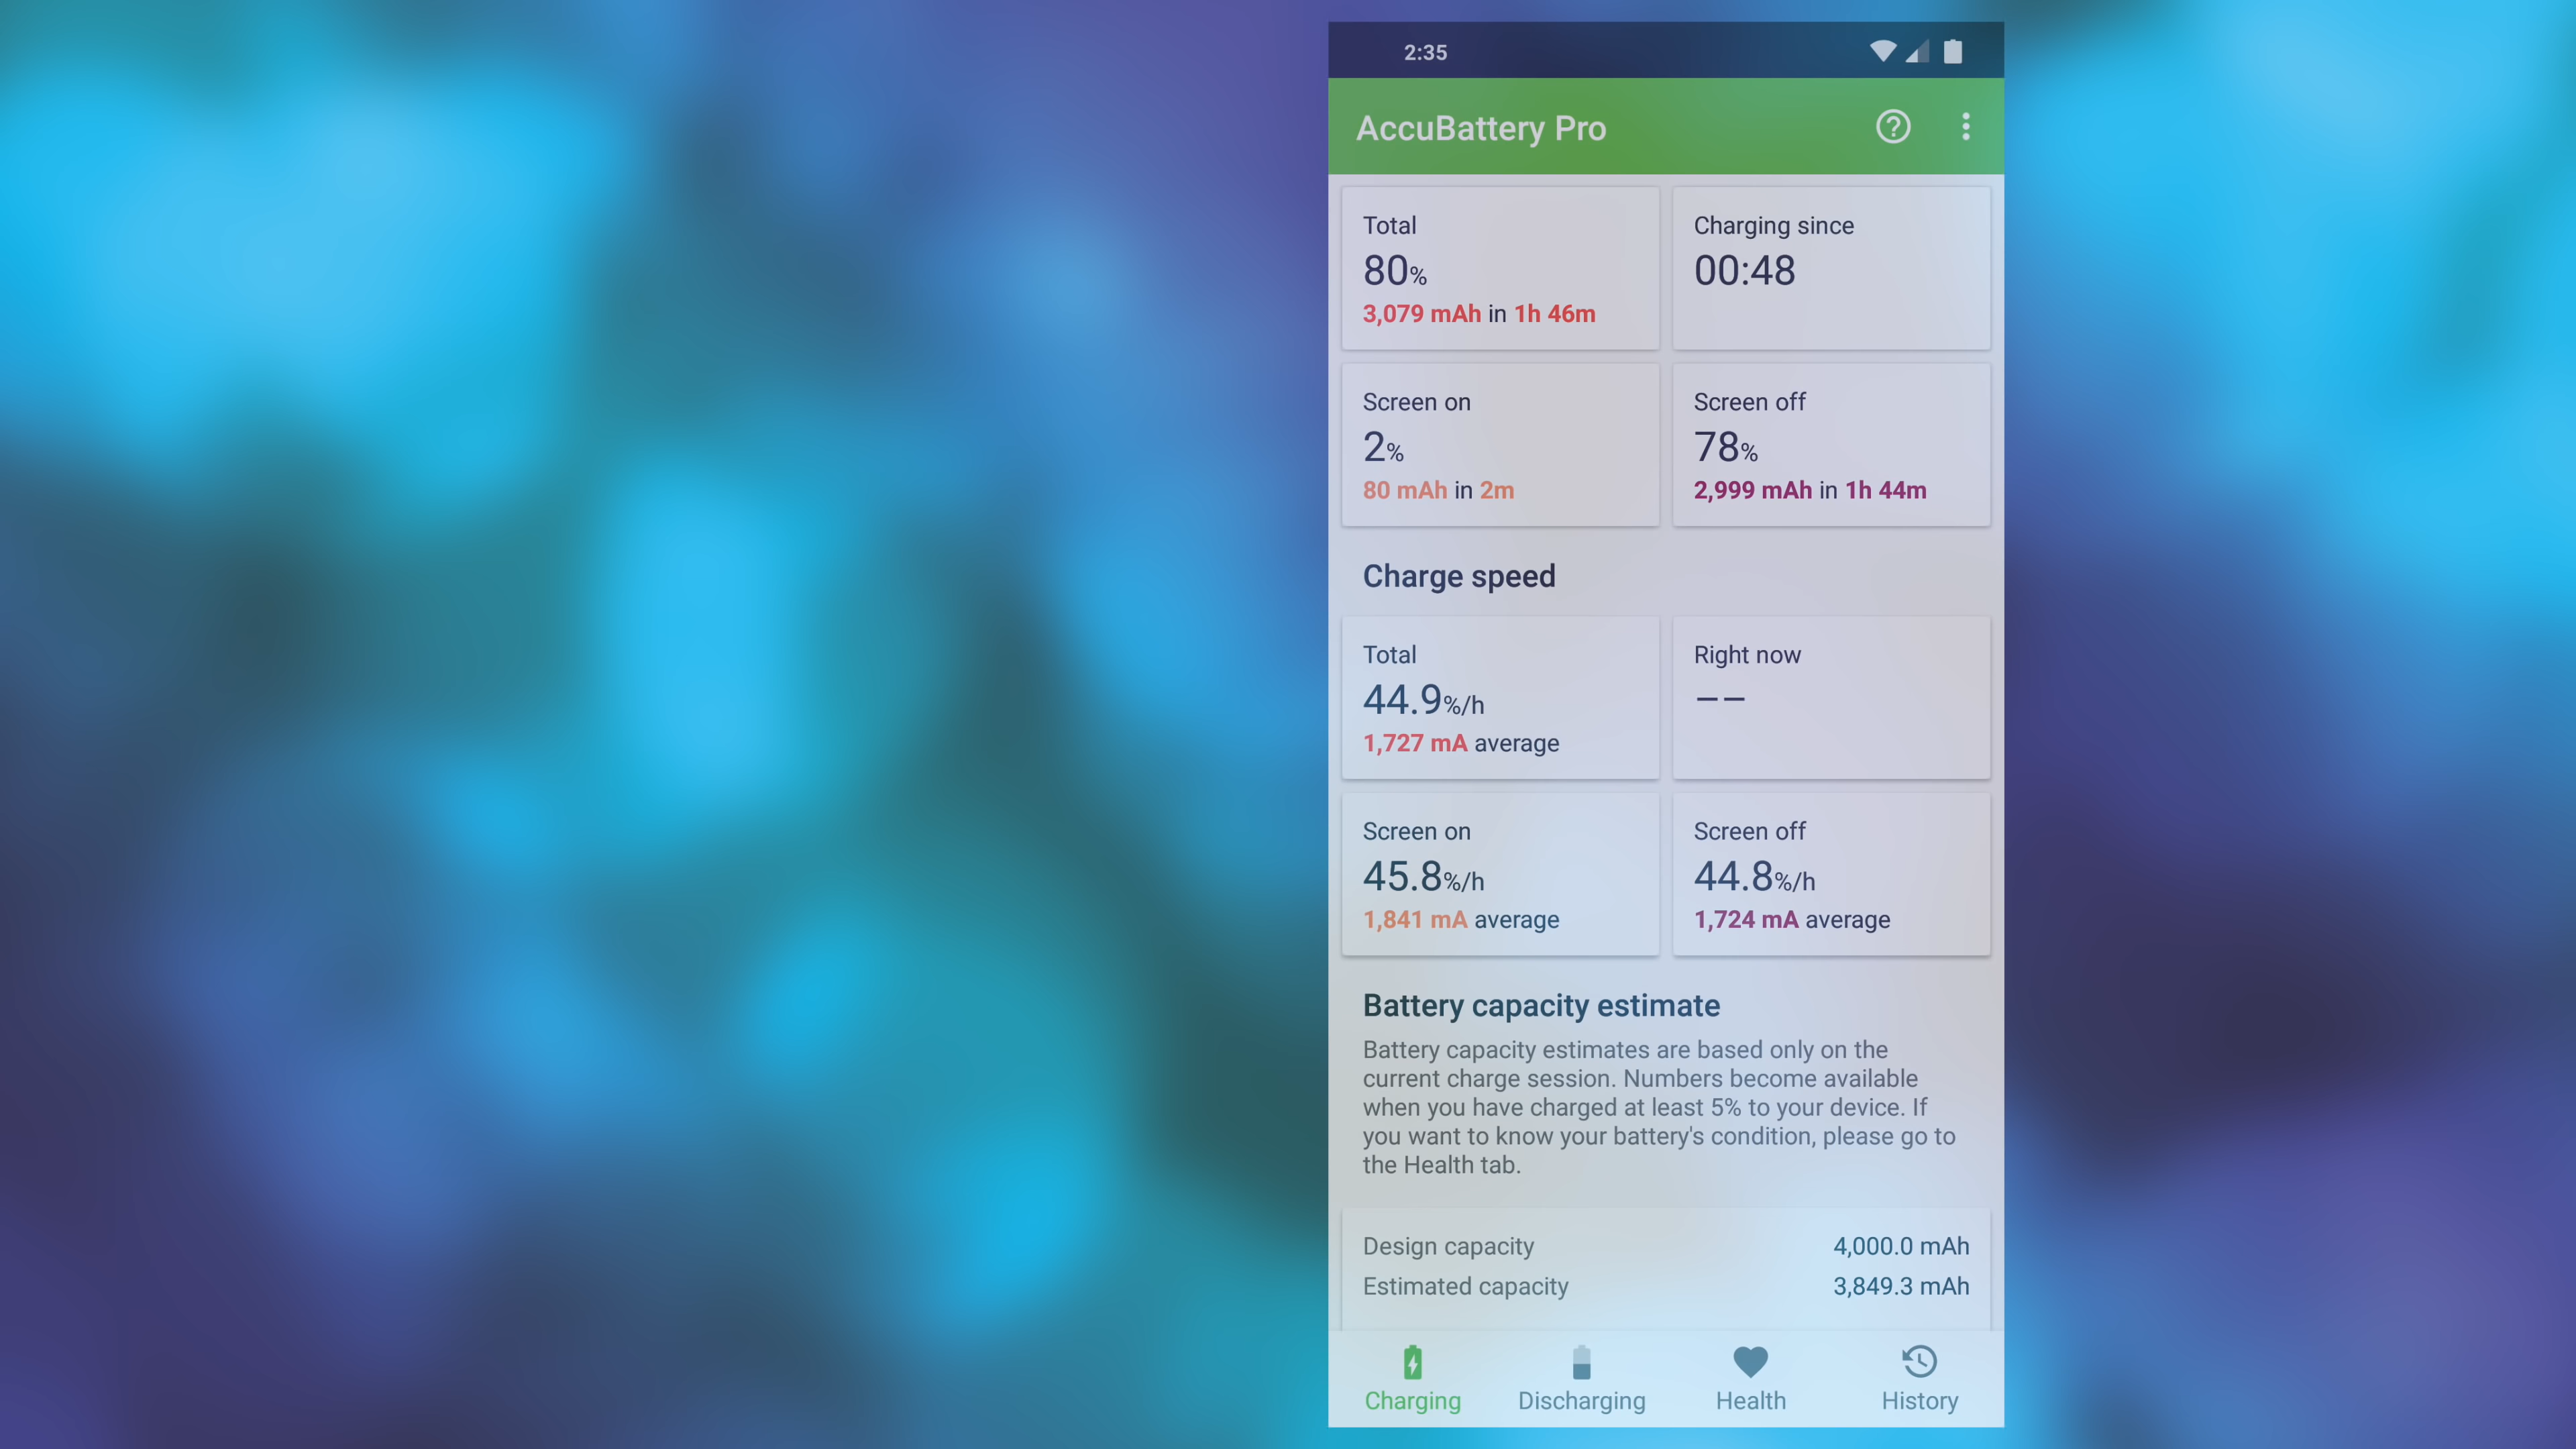 2:35
AccuBattery Pro
Total
80%
3,079 mAh in 1h 46m
Charging since
00:48
Screen on
2%
80 mAh in 2m
Screen off
78%
2,999 mAh in 1h 44m
Charge speed
Total
44.9%/h
1,727 mA average
Right now
––
Screen on
45.8%/h
1,841 mA average
Screen off
44.8%/h
1,724 mA average
Battery capacity estimate
Battery capacity estimates are based only on the
current charge session. Numbers become available
when you have charged at least 5% to your device. If
you want to know your battery's condition, please go to
the Health tab.
Design capacity 4,000.0 mAh
Estimated capacity 3,849.3 mAh
Charging Discharging Health History